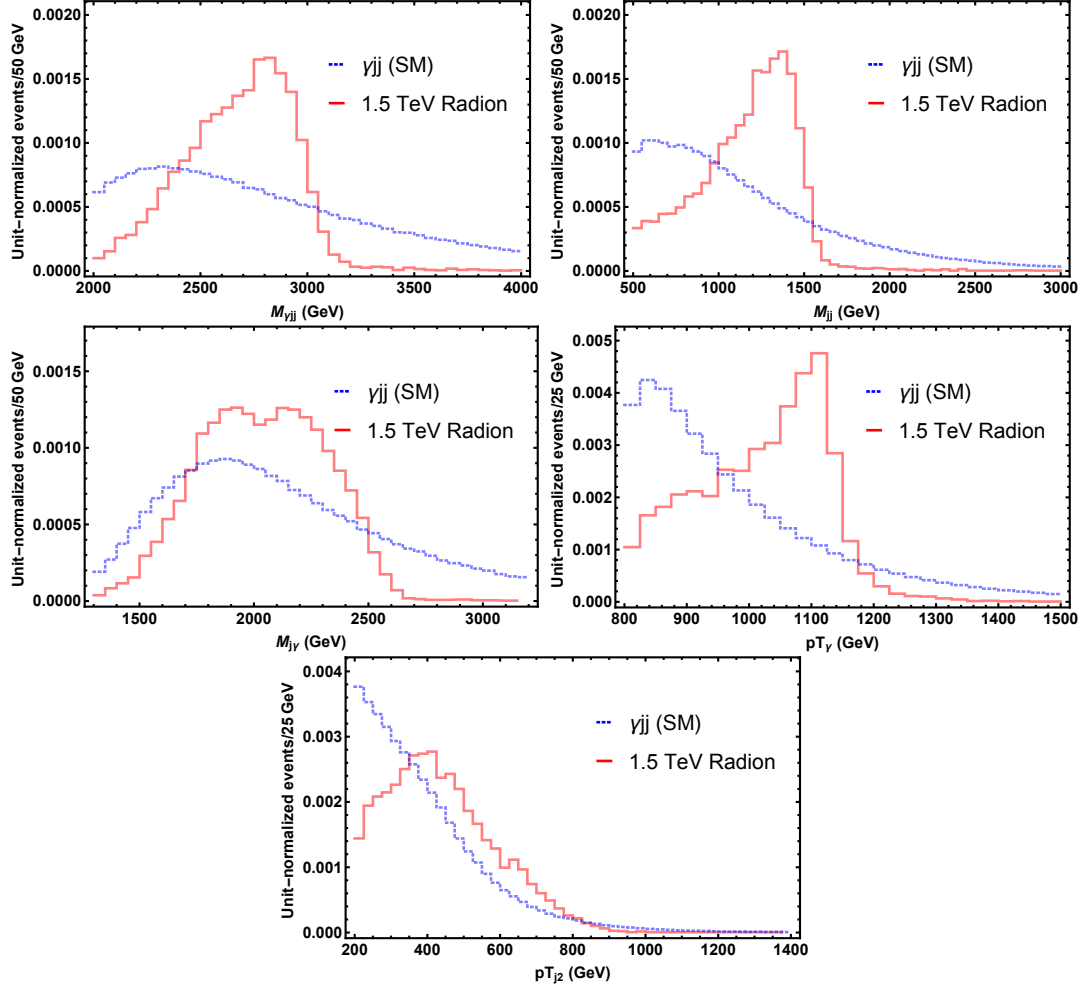 Unit-normalized events/50 GeV
0.0020
0.0015
0.0010
0.0005
0.0000
γjj (SM)
1.5 TeV Radion
2000 2500 3000 3500 4000
Mγjj (GeV)
Unit-normalized events/50 GeV
0.0020
0.0015
0.0010
0.0005
0.0000
γjj (SM)
1.5 TeV Radion
500 1000 1500 2000 2500 3000
Mjj (GeV)
Unit-normalized events/50 GeV
0.0015
0.0010
0.0005
0.0000
γjj (SM)
1.5 TeV Radion
1500 2000 2500 3000
Mjγ (GeV)
Unit-normalized events/25 GeV
0.005
0.004
0.003
0.002
0.001
0.000
γjj (SM)
1.5 TeV Radion
800 900 1000 1100 1200 1300 1400 1500
pTγ (GeV)
Unit-normalized events/25 GeV
0.004
0.003
0.002
0.001
0.000
γjj (SM)
1.5 TeV Radion
200 400 600 800 1000 1200 1400
pTj2 (GeV)